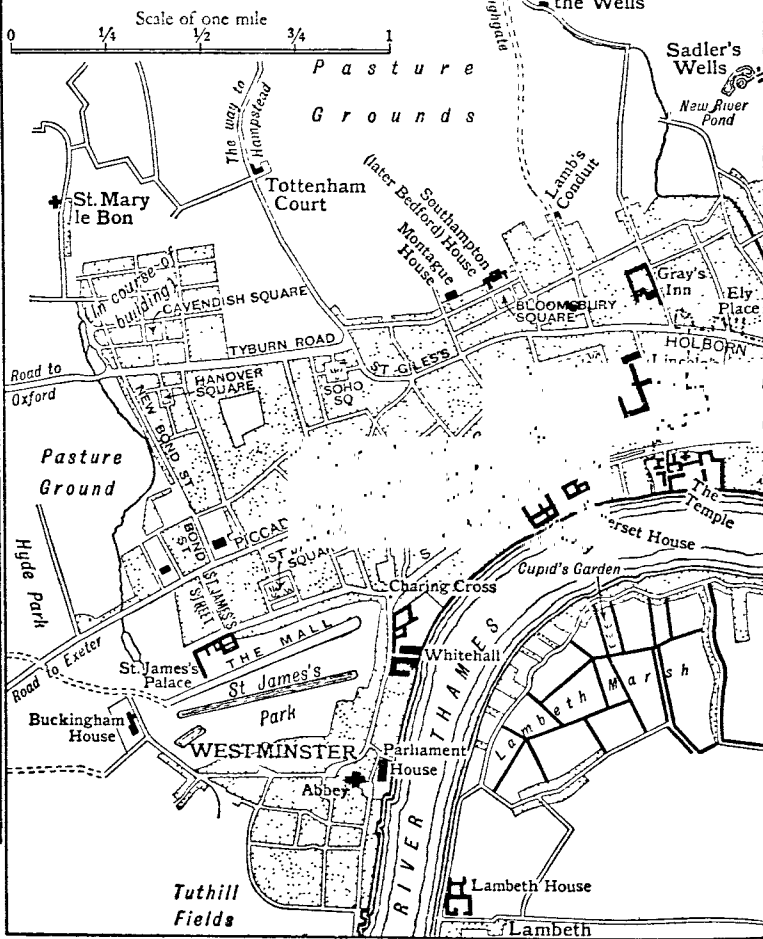 the Wells
Scale of one mile
0 1/4 1/2 3/4 1
Pasture
Grounds
Sadler's
Wells
New River
Pond
The way to
Hampstead
Tottenham
Court
St. Mary
le Bon
Lamb's
Conduit
Southampton
(later Bedford) House
Montague
House
Gray's
Inn
Ely
Place
(In course of
building)
CAVENDISH SQUARE
BLOOMSBURY
SQUARE
TYBURN ROAD
HOLBORN
ST. GILES'S
Road to
Oxford
HANOVER
SQUARE
SOHO
SQ
NEW BOND ST
Pasture
Ground
The
Temple
BOND
ST.
Hyde Park
ST. JAMES'S
STREET
Cupid's Garden
Charing Cross
THE MALL
St. James's
Palace
Road to Exeter
St James's
Park
Whitehall
RIVER THAMES
Lambeth Marsh
Buckingham
House
WESTMINSTER
Parliament
House
Abbey
Tuthill
Fields
Lambeth House
Lambeth